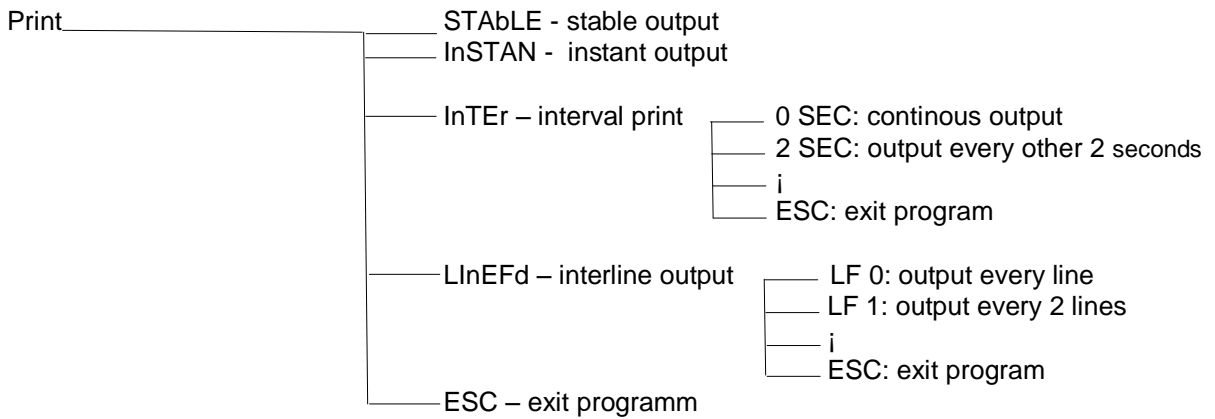 Print
STAbLE - stable output
InSTAN - instant output
InTEr – interval print
0 SEC: continous output
2 SEC: output every other 2 seconds
¡
ESC: exit program
LInEFd – interline output
LF 0: output every line
LF 1: output every 2 lines
¡
ESC: exit program
ESC – exit programm